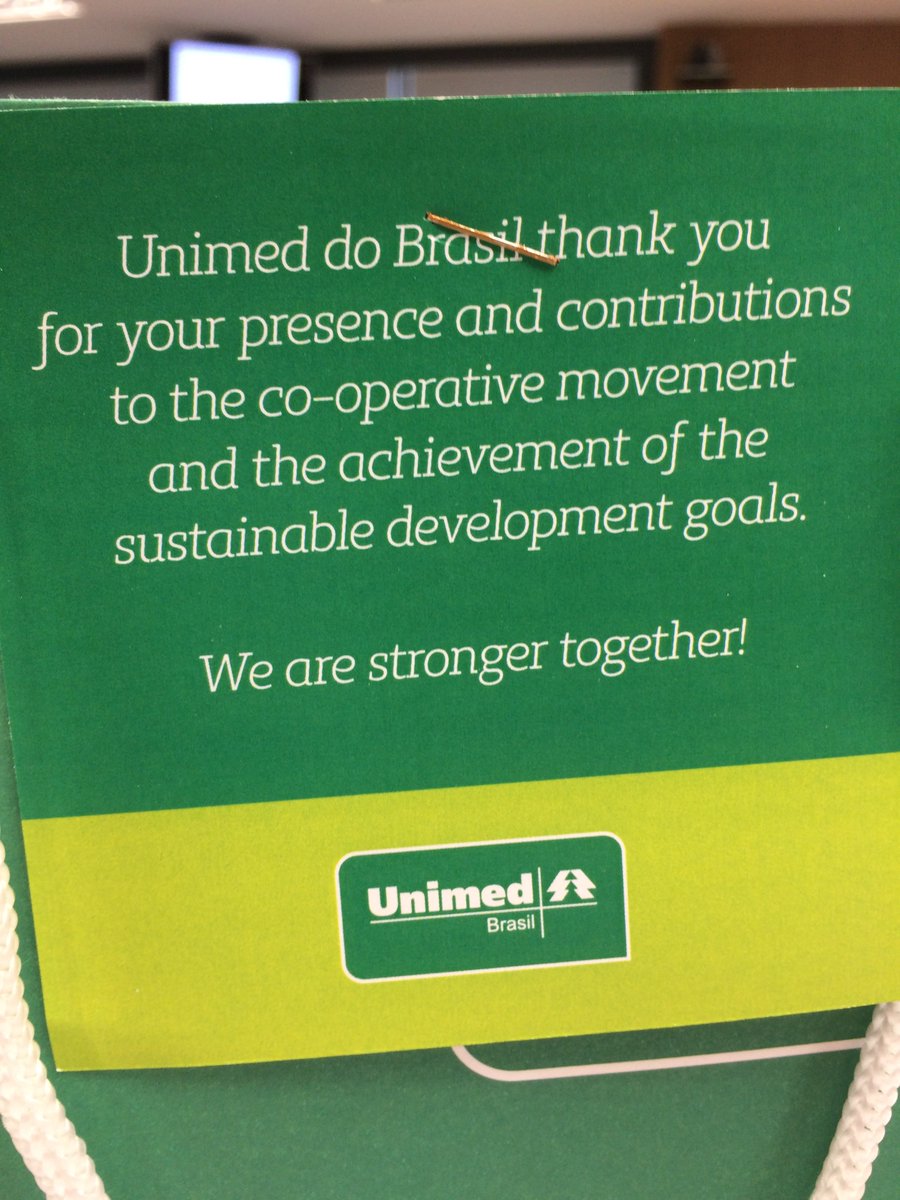 Unimed do Brasil thank you
for your presence and contributions
to the co-operative movement
and the achievement of the
sustainable development goals.
We are stronger together!
Unimed
Brasil